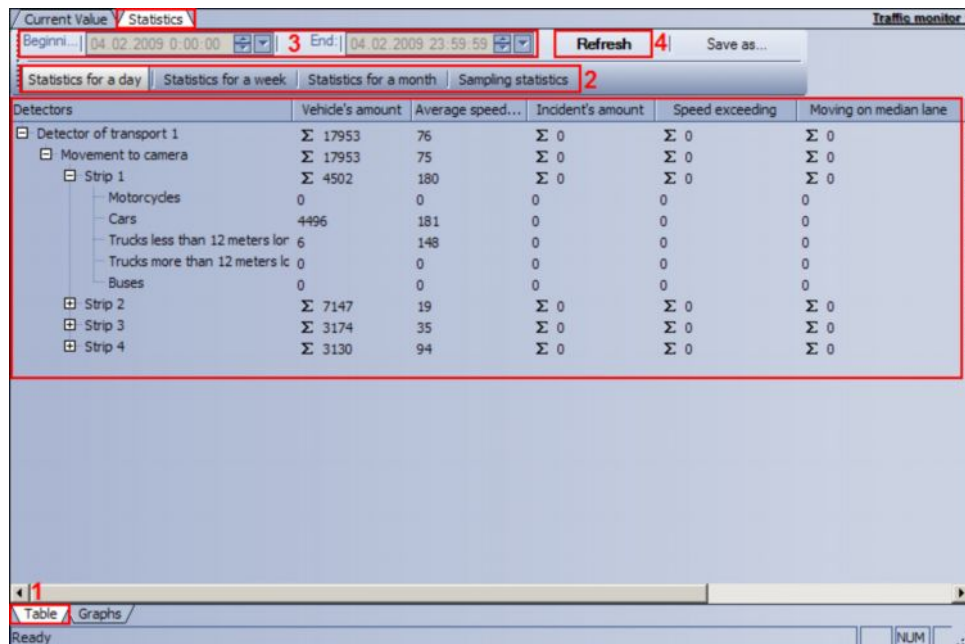 Current Value Statistics Traffic monitor
Beginni... 04.02.2009 0:00:00 3 End: 04.02.2009 23:59:59 Refresh 4 Save as...
Statistics for a day Statistics for a week Statistics for a month Sampling statistics 2
Detectors Vehicle's amount Average speed... Incident's amount Speed exceeding Moving on median lane
Detector of transport 1 Σ 17953 76 Σ 0 Σ 0 Σ 0
Movement to camera Σ 17953 75 Σ 0 Σ 0 Σ 0
Strip 1 Σ 4502 180 Σ 0 Σ 0 Σ 0
Motorcycles 0 0 0 0 0
Cars 4496 181 0 0 0
Trucks less than 12 meters lor 6 148 0 0 0
Trucks more than 12 meters lc 0 0 0 0 0
Buses 0 0 0 0 0
Strip 2 Σ 7147 19 Σ 0 Σ 0 Σ 0
Strip 3 Σ 3174 35 Σ 0 Σ 0 Σ 0
Strip 4 Σ 3130 94 Σ 0 Σ 0 Σ 0
1
Table Graphs
Ready NUM